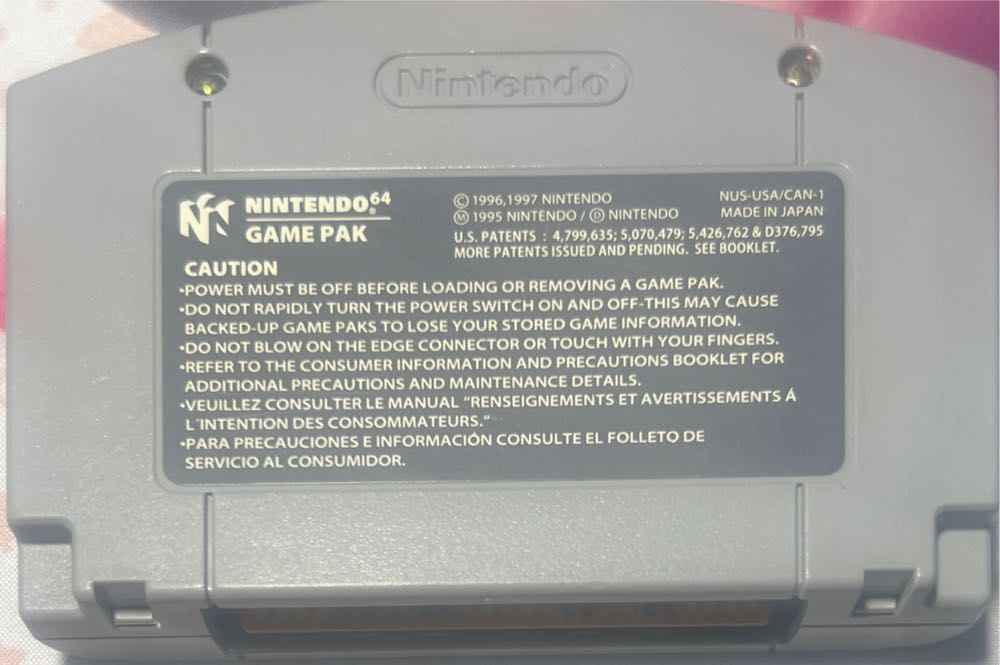 Nintendo®
NINTENDO®64
GAME PAK
Ⓒ 1996,1997 NINTENDO
Ⓜ 1995 NINTENDO / Ⓓ NINTENDO
NUS-USA/CAN-1
MADE IN JAPAN
U.S. PATENTS : 4,799,635; 5,070,479; 5,426,762 & D376,795
MORE PATENTS ISSUED AND PENDING. SEE BOOKLET.
CAUTION
•POWER MUST BE OFF BEFORE LOADING OR REMOVING A GAME PAK.
•DO NOT RAPIDLY TURN THE POWER SWITCH ON AND OFF-THIS MAY CAUSE
BACKED-UP GAME PAKS TO LOSE YOUR STORED GAME INFORMATION.
•DO NOT BLOW ON THE EDGE CONNECTOR OR TOUCH WITH YOUR FINGERS.
•REFER TO THE CONSUMER INFORMATION AND PRECAUTIONS BOOKLET FOR
ADDITIONAL PRECAUTIONS AND MAINTENANCE DETAILS.
•VEUILLEZ CONSULTER LE MANUAL "RENSEIGNEMENTS ET AVERTISSEMENTS Á
L'INTENTION DES CONSOMMATEURS."
•PARA PRECAUCIONES E INFORMACIÓN CONSULTE EL FOLLETO DE
SERVICIO AL CONSUMIDOR.